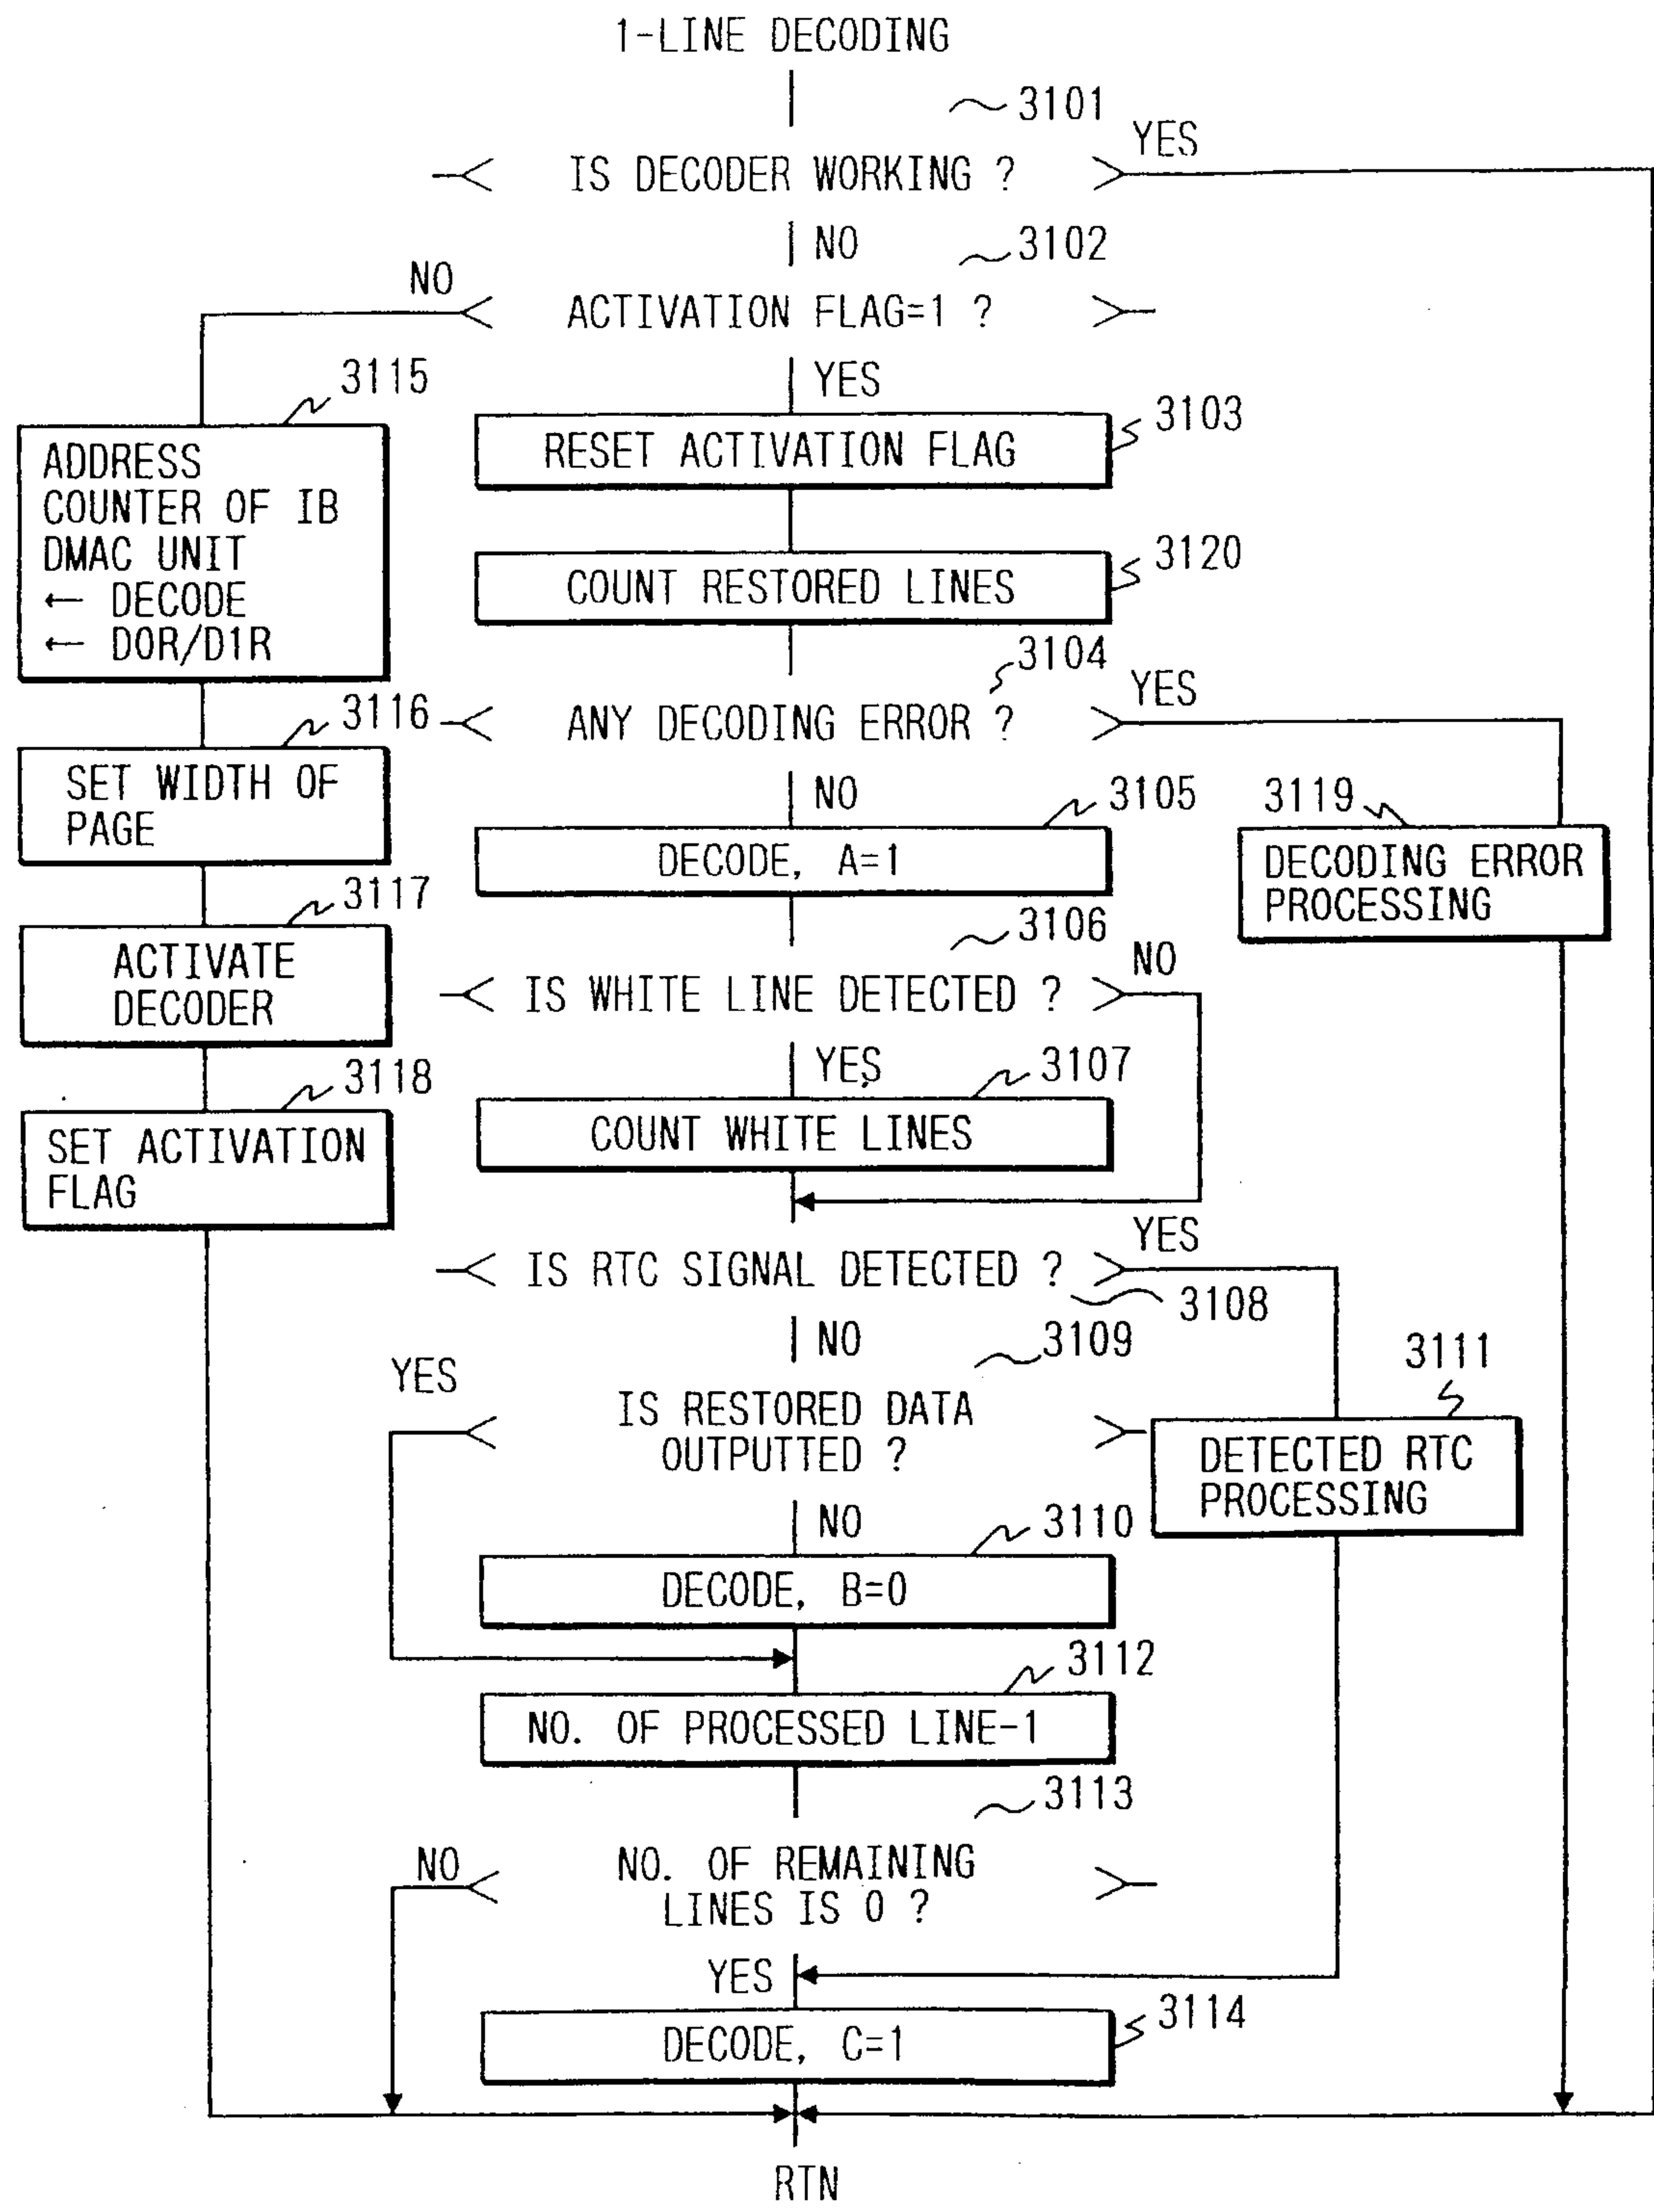 1-LINE DECODING
3101
IS DECODER WORKING ?
YES
NO
3102
NO
ACTIVATION FLAG=1 ?
YES
3115
ADDRESS
COUNTER OF IB
DMAC UNIT
← DECODE
← D0R/D1R
3103
RESET ACTIVATION FLAG
3120
COUNT RESTORED LINES
3104
ANY DECODING ERROR ?
YES
3116
SET WIDTH OF
PAGE
NO
3105
DECODE, A=1
3119
DECODING ERROR
PROCESSING
3117
ACTIVATE
DECODER
3106
IS WHITE LINE DETECTED ?
NO
YES
3107
COUNT WHITE LINES
3118
SET ACTIVATION
FLAG
IS RTC SIGNAL DETECTED ?
YES
3108
NO
3109
YES
IS RESTORED DATA
OUTPUTTED ?
3111
DETECTED RTC
PROCESSING
NO
3110
DECODE, B=0
3112
NO. OF PROCESSED LINE-1
3113
NO
NO. OF REMAINING
LINES IS 0 ?
YES
3114
DECODE, C=1
RTN